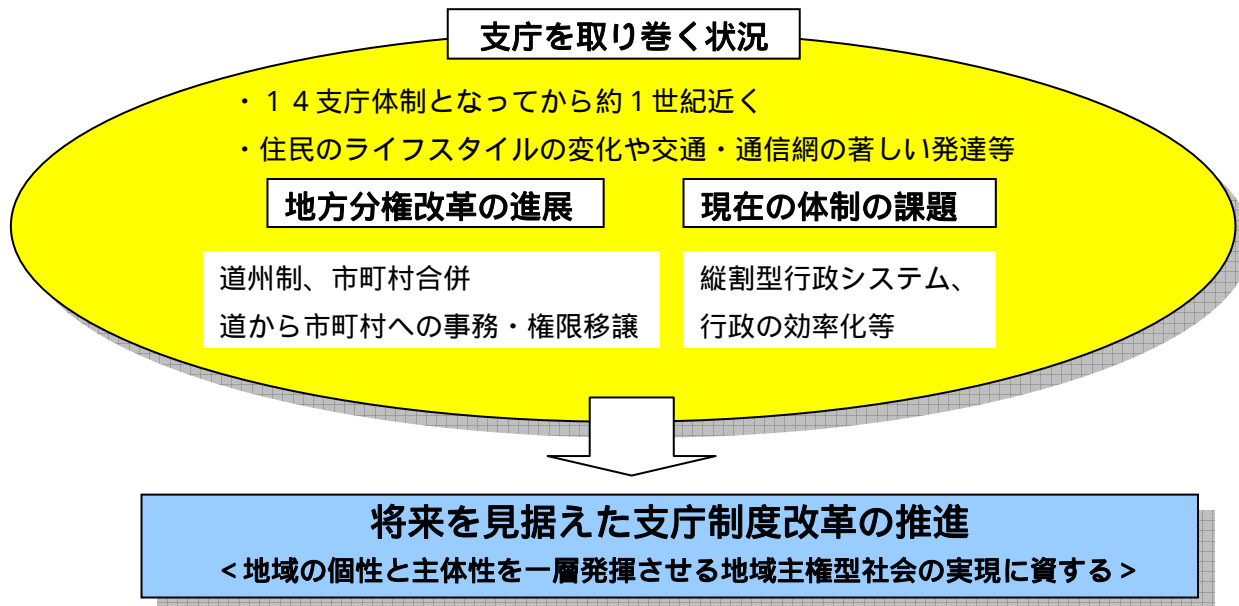 支庁を取り巻く状況
・１４支庁体制となってから約１世紀近く
・住民のライフスタイルの変化や交通・通信網の著しい発達等
地方分権改革の進展
現在の体制の課題
道州制、市町村合併
道から市町村への事務・権限移譲
縦割型行政システム、
行政の効率化等
将来を見据えた支庁制度改革の推進
＜地域の個性と主体性を一層発揮させる地域主権型社会の実現に資する＞